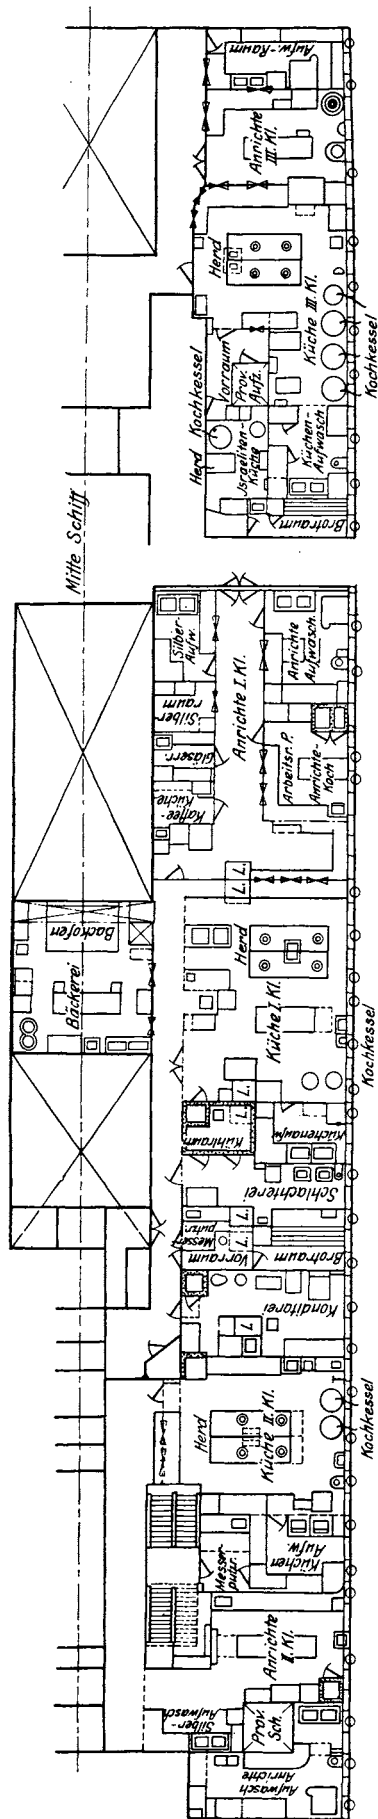 Aufw.-Raum
Anrichte
III. Kl.
Herd
Küche III. Kl.
Kochkessel
Kochkessel
Vorraum
Prov.
Aufz.
Herd
Jsraeliten-
Küche
Küchen-
Aufwasch
Brotraum
Mitte Schiff
Silber-
Aufw.
Silber-
raum
Gläserr.
Kaffee-
Küche
Anrichte I. Kl.
Anrichte
Aufwasch.
Arbeitsr. P.
Anrichte-
Koch
L.
L.
Backofen
Bäckerei
Herd
Küche I. Kl.
Kochkessel
L.
L.
Kühlraum
Küchenaufw.
Schlachterei
L.
L.
Messer-
putzr.
Vorraum
Brotraum
Konditorei
L.
Herd
Küche II. Kl.
Kochkessel
Küchen
Aufw.
Messer-
putzr.
Anrichte
II. Kl.
Silber-
Aufwasch
Prov.
Sch.
Aufwasch
Anrichte